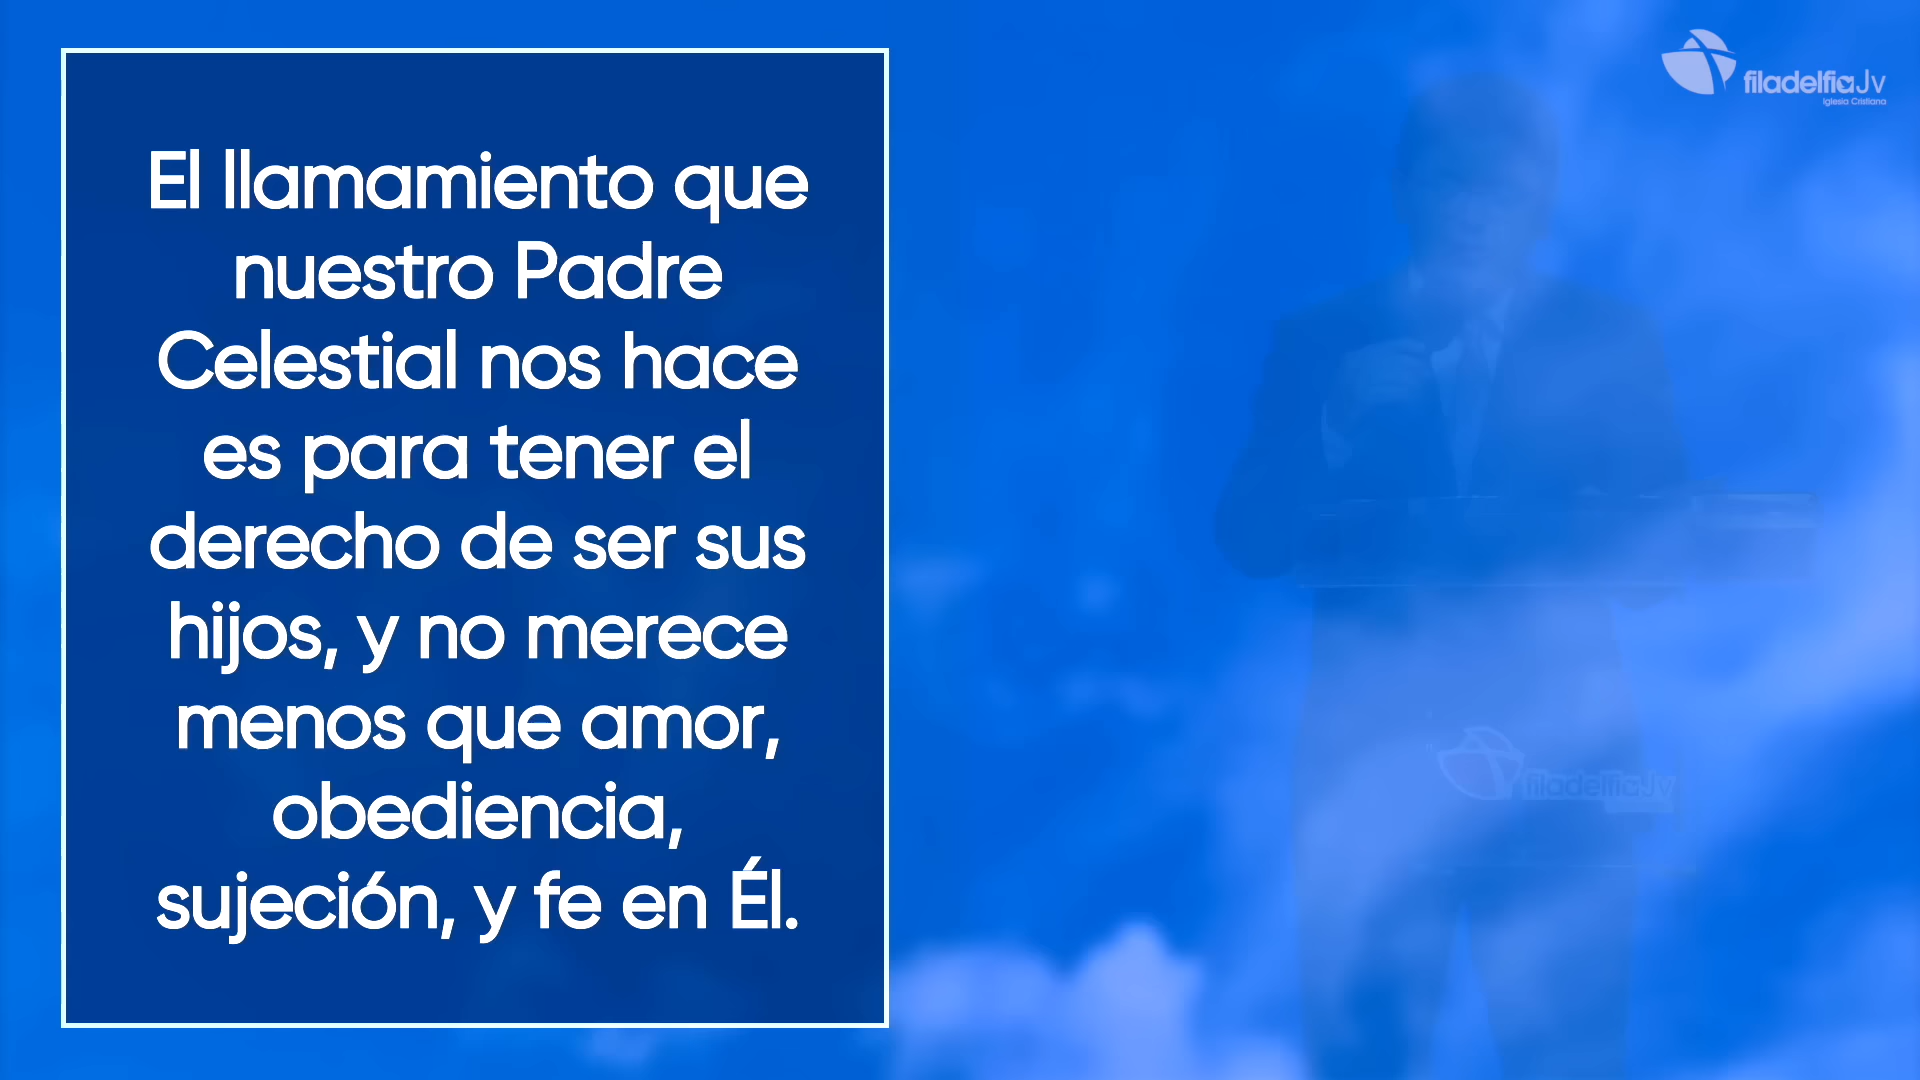 El llamamiento que
nuestro Padre
Celestial nos hace
es para tener el
derecho de ser sus
hijos, y no merece
menos que amor,
obediencia,
sujeción, y fe en Él.
filadelfiaJv
Iglesia Cristiana
filadelfiaJv